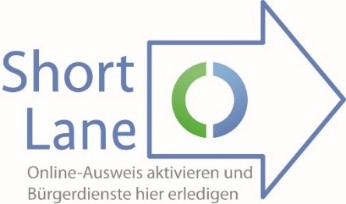 Short
Lane
Online-Ausweis aktivieren und
Bürgerdienste hier erledigen